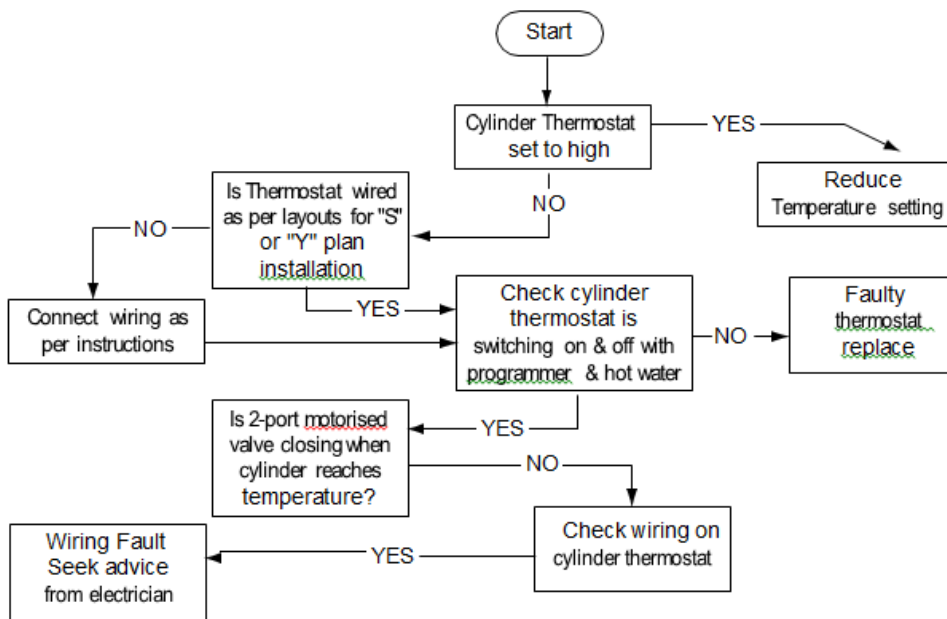 Start
Cylinder Thermostat
set to high
YES
Reduce
Temperature setting
NO
Is Thermostat wired
as per layouts for "S"
or "Y" plan
installation
NO
YES
Connect wiring as
per instructions
Check cylinder
thermostat is
switching on & off with
programmer & hot water
NO
Faulty
thermostat
replace
YES
Is 2-port motorised
valve closing when
cylinder reaches
temperature?
NO
Check wiring on
cylinder thermostat
YES
Wiring Fault
Seek advice
from electrician